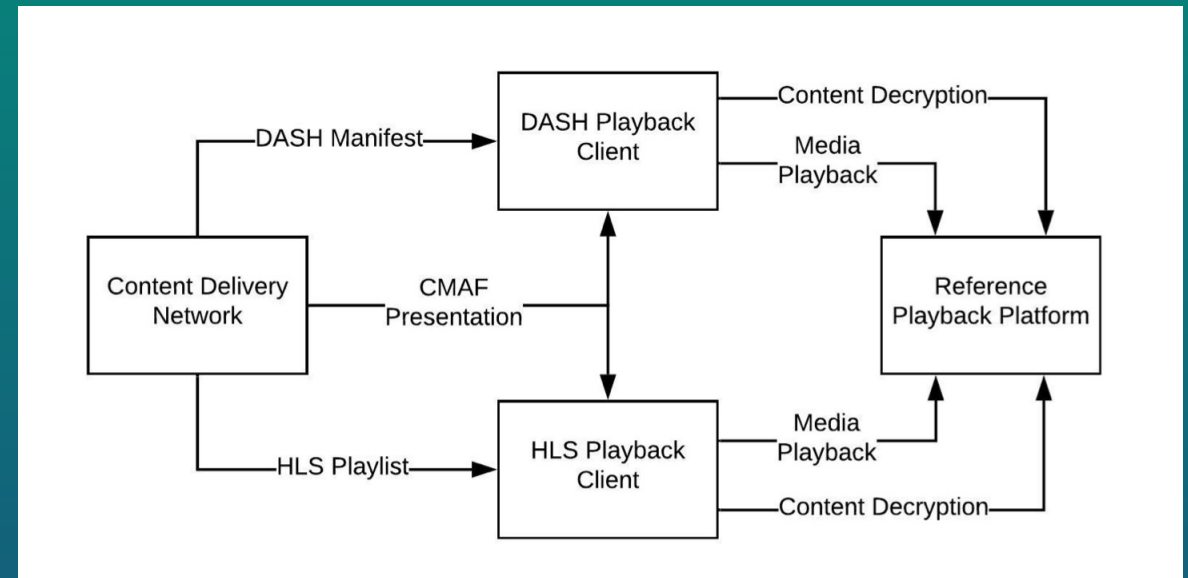 Content Decryption
DASH Playback
Client
DASH Manifest
Media
Playback
Content Delivery
Network
CMAF
Presentation
Reference
Playback Platform
Media
Playback
HLS Playback
Client
HLS Playlist
Content Decryption